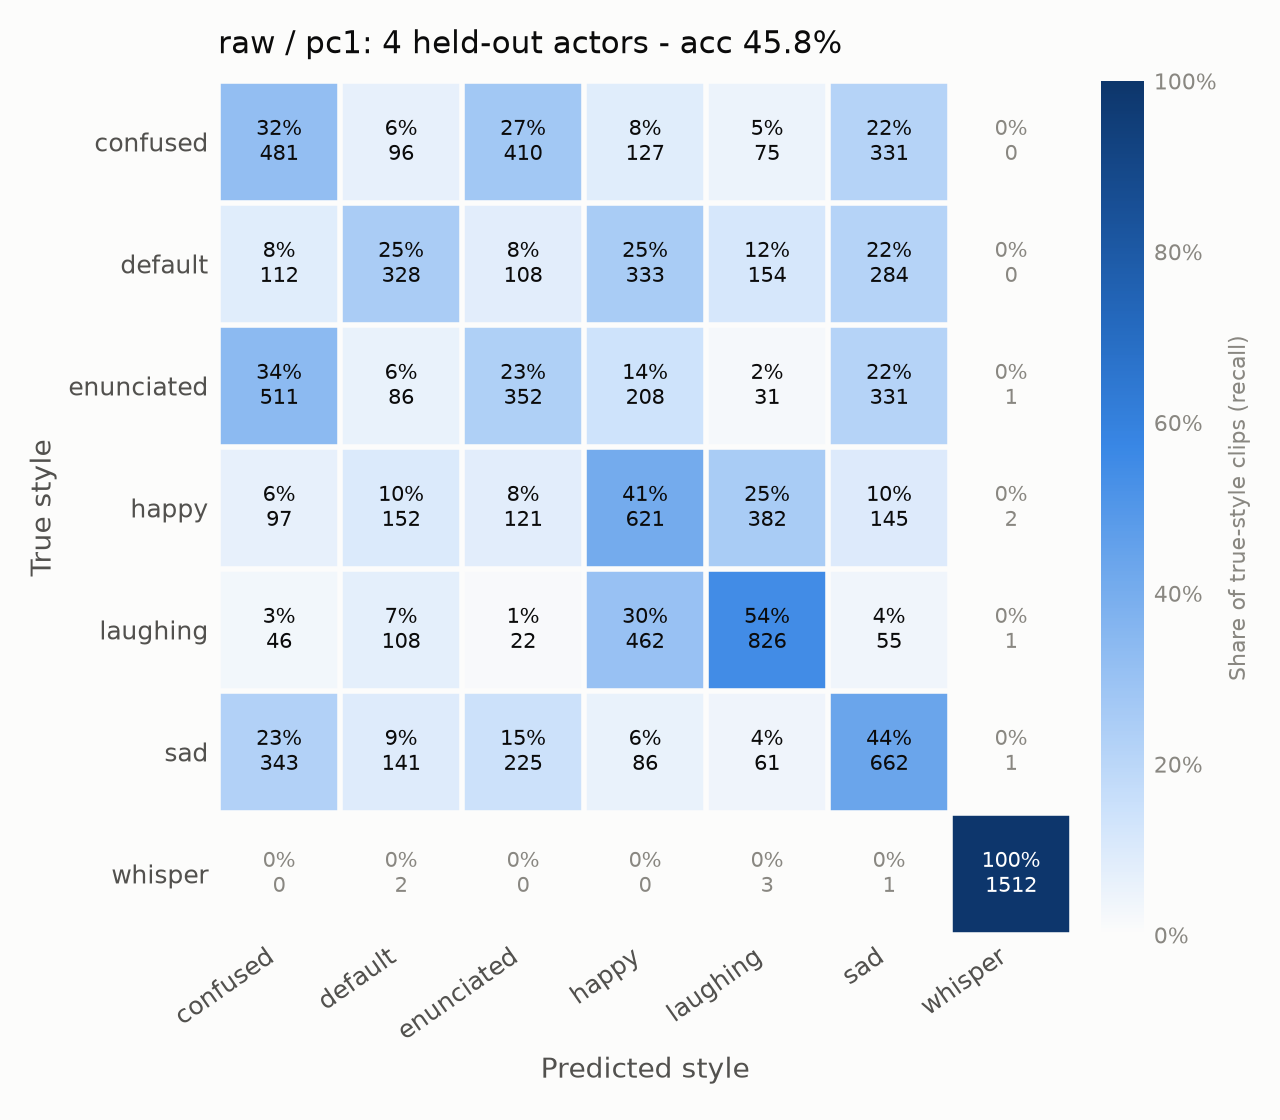 raw / pc1: 4 held-out actors - acc 45.8%
confused 32% 6% 27% 8% 5% 22% 0%
481 96 410 127 75 331 0
default 8% 25% 8% 25% 12% 22% 0%
112 328 108 333 154 284 0
enunciated 34% 6% 23% 14% 2% 22% 0%
511 86 352 208 31 331 1
happy 6% 10% 8% 41% 25% 10% 0%
97 152 121 621 382 145 2
laughing 3% 7% 1% 30% 54% 4% 0%
46 108 22 462 826 55 1
sad 23% 9% 15% 6% 4% 44% 0%
343 141 225 86 61 662 1
whisper 0% 0% 0% 0% 0% 0% 100%
0 2 0 0 3 1 1512
confused default enunciated happy laughing sad whisper
Predicted style
True style
100%
80%
60%
40%
20%
0%
Share of true-style clips (recall)